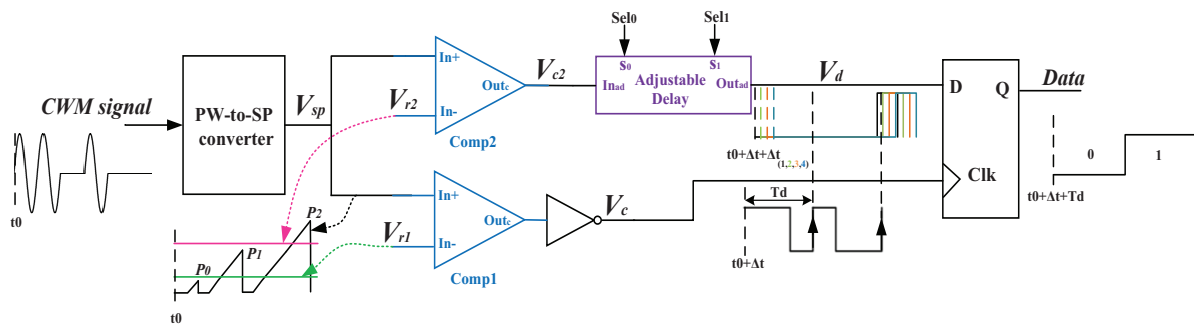 Sel0 Sel1
CWM signal
PW-to-SP
converter
Vsp
Vr2
In+
In-
Outc
Comp2
Vc2
S0 S1
Inad Adjustable Outad
Delay
Vd
D Q
Clk
Data
t0
t0+Δt+Δt(1,2,3,4)
0 1
t0+Δt+Td
P0 P1 P2
t0
Vr1
In+
In-
Outc
Comp1
Vc
Td
t0+Δt